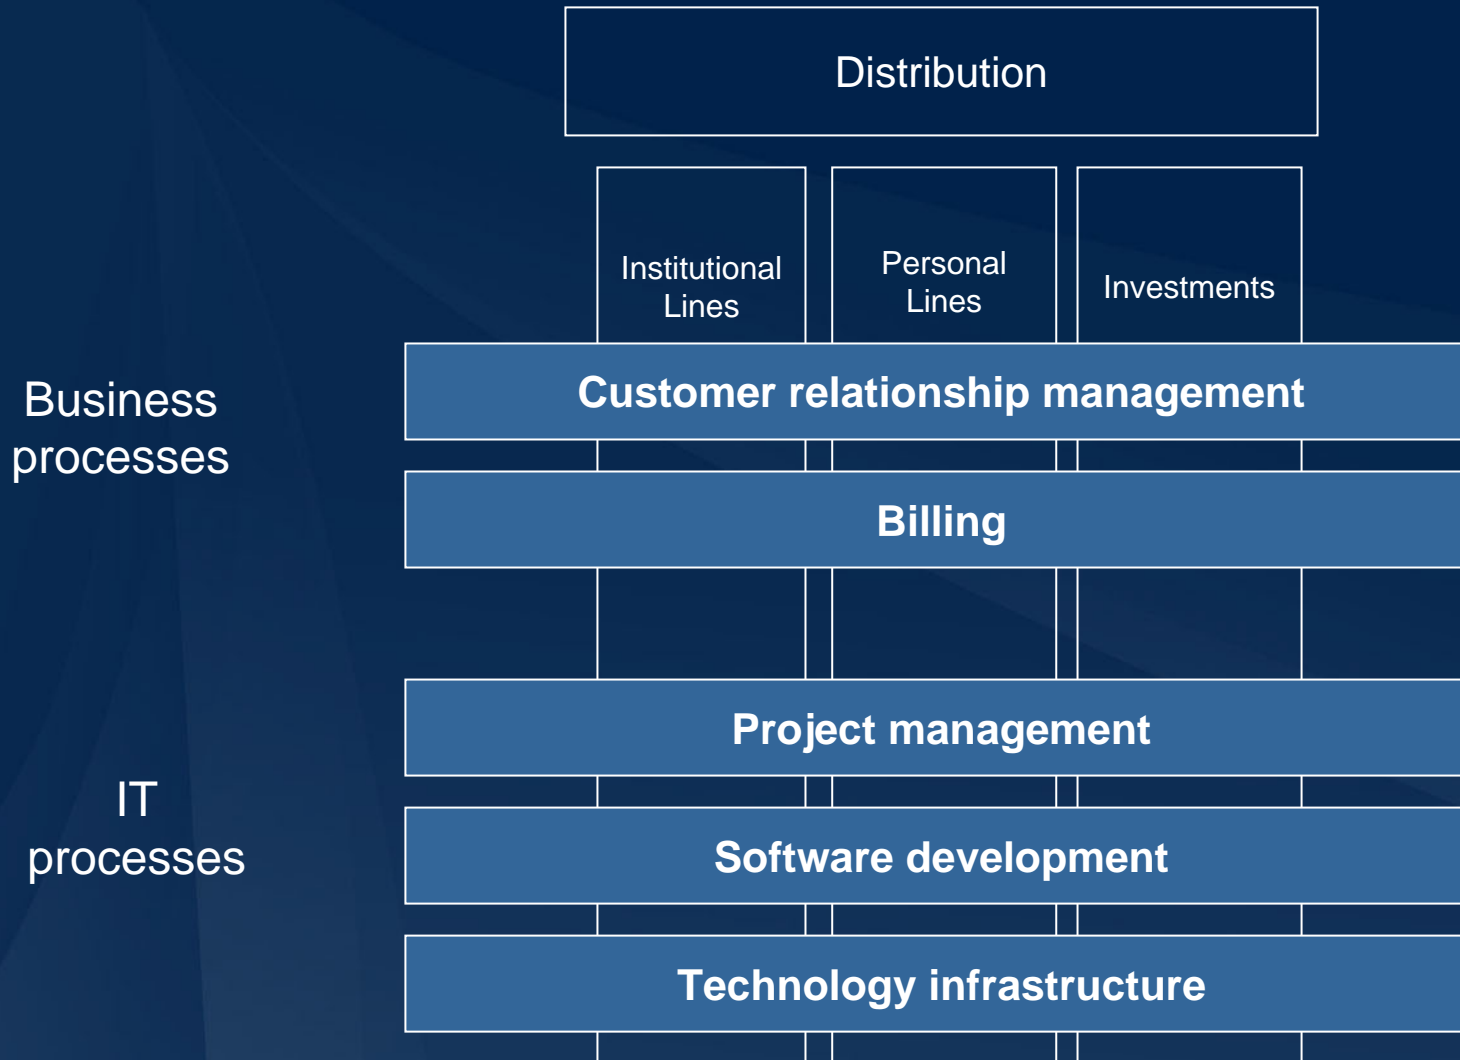 Distribution
Institutional
Lines
Personal
Lines
Investments
Business
processes
Customer relationship management
Billing
IT
processes
Project management
Software development
Technology infrastructure